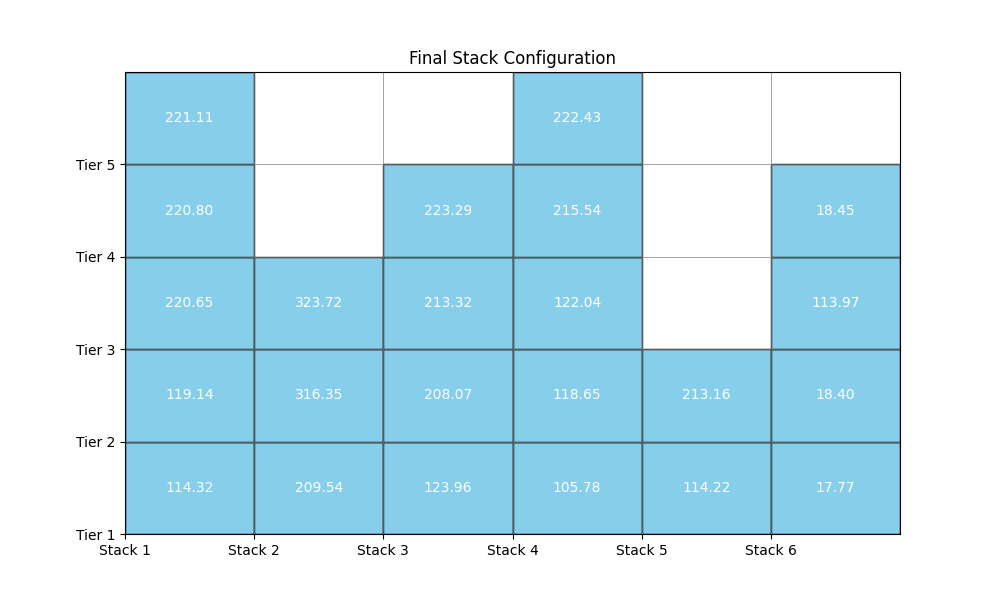 Final Stack Configuration
221.11 222.43
Tier 5
220.80 223.29 215.54 18.45
Tier 4
220.65 323.72 213.32 122.04 113.97
Tier 3
119.14 316.35 208.07 118.65 213.16 18.40
Tier 2
114.32 209.54 123.96 105.78 114.22 17.77
Tier 1
Stack 1 Stack 2 Stack 3 Stack 4 Stack 5 Stack 6